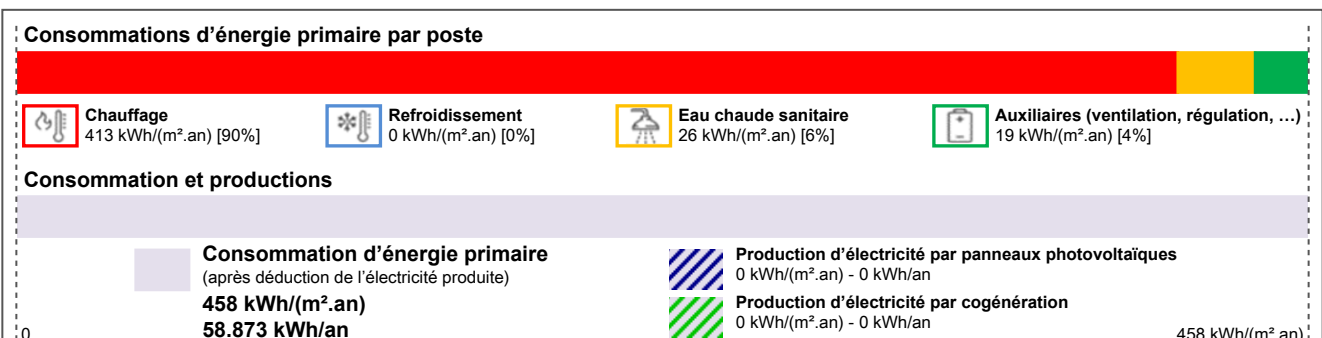 Consommations d'énergie primaire par poste
Chauffage
413 kWh/(m².an) [90%]
Refroidissement
0 kWh/(m².an) [0%]
Eau chaude sanitaire
26 kWh/(m².an) [6%]
Auxiliaires (ventilation, régulation, …)
19 kWh/(m².an) [4%]
Consommation et productions
Consommation d'énergie primaire
(après déduction de l'électricité produite)
458 kWh/(m².an)
58.873 kWh/an
Production d'électricité par panneaux photovoltaïques
0 kWh/(m².an) - 0 kWh/an
Production d'électricité par cogénération
0 kWh/(m².an) - 0 kWh/an
0
458 kWh/(m².an)